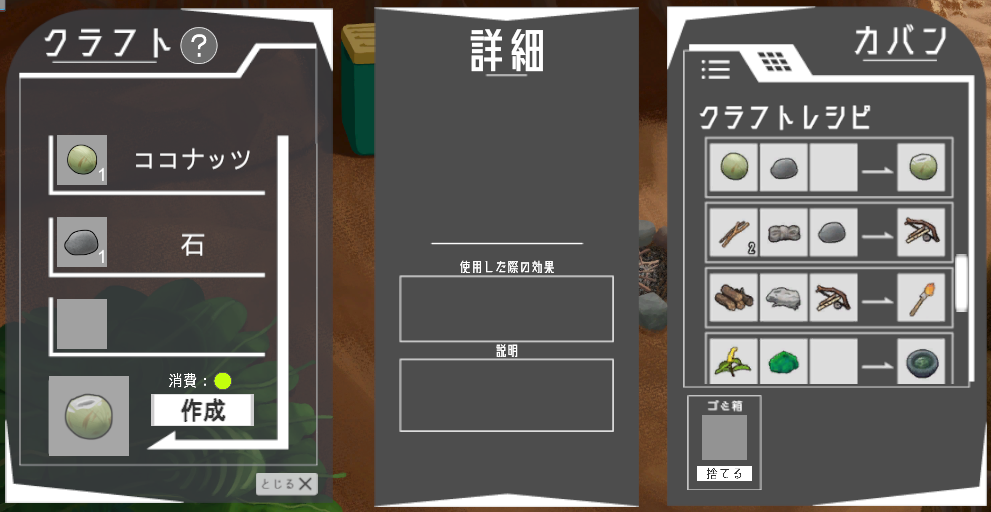 クラフト ?
ココナッツ
1
石
1
消費：
作成
とじる ×
詳細
使用した際の効果
説明
カバン
クラフトレシピ
2
ゴミ箱
捨てる